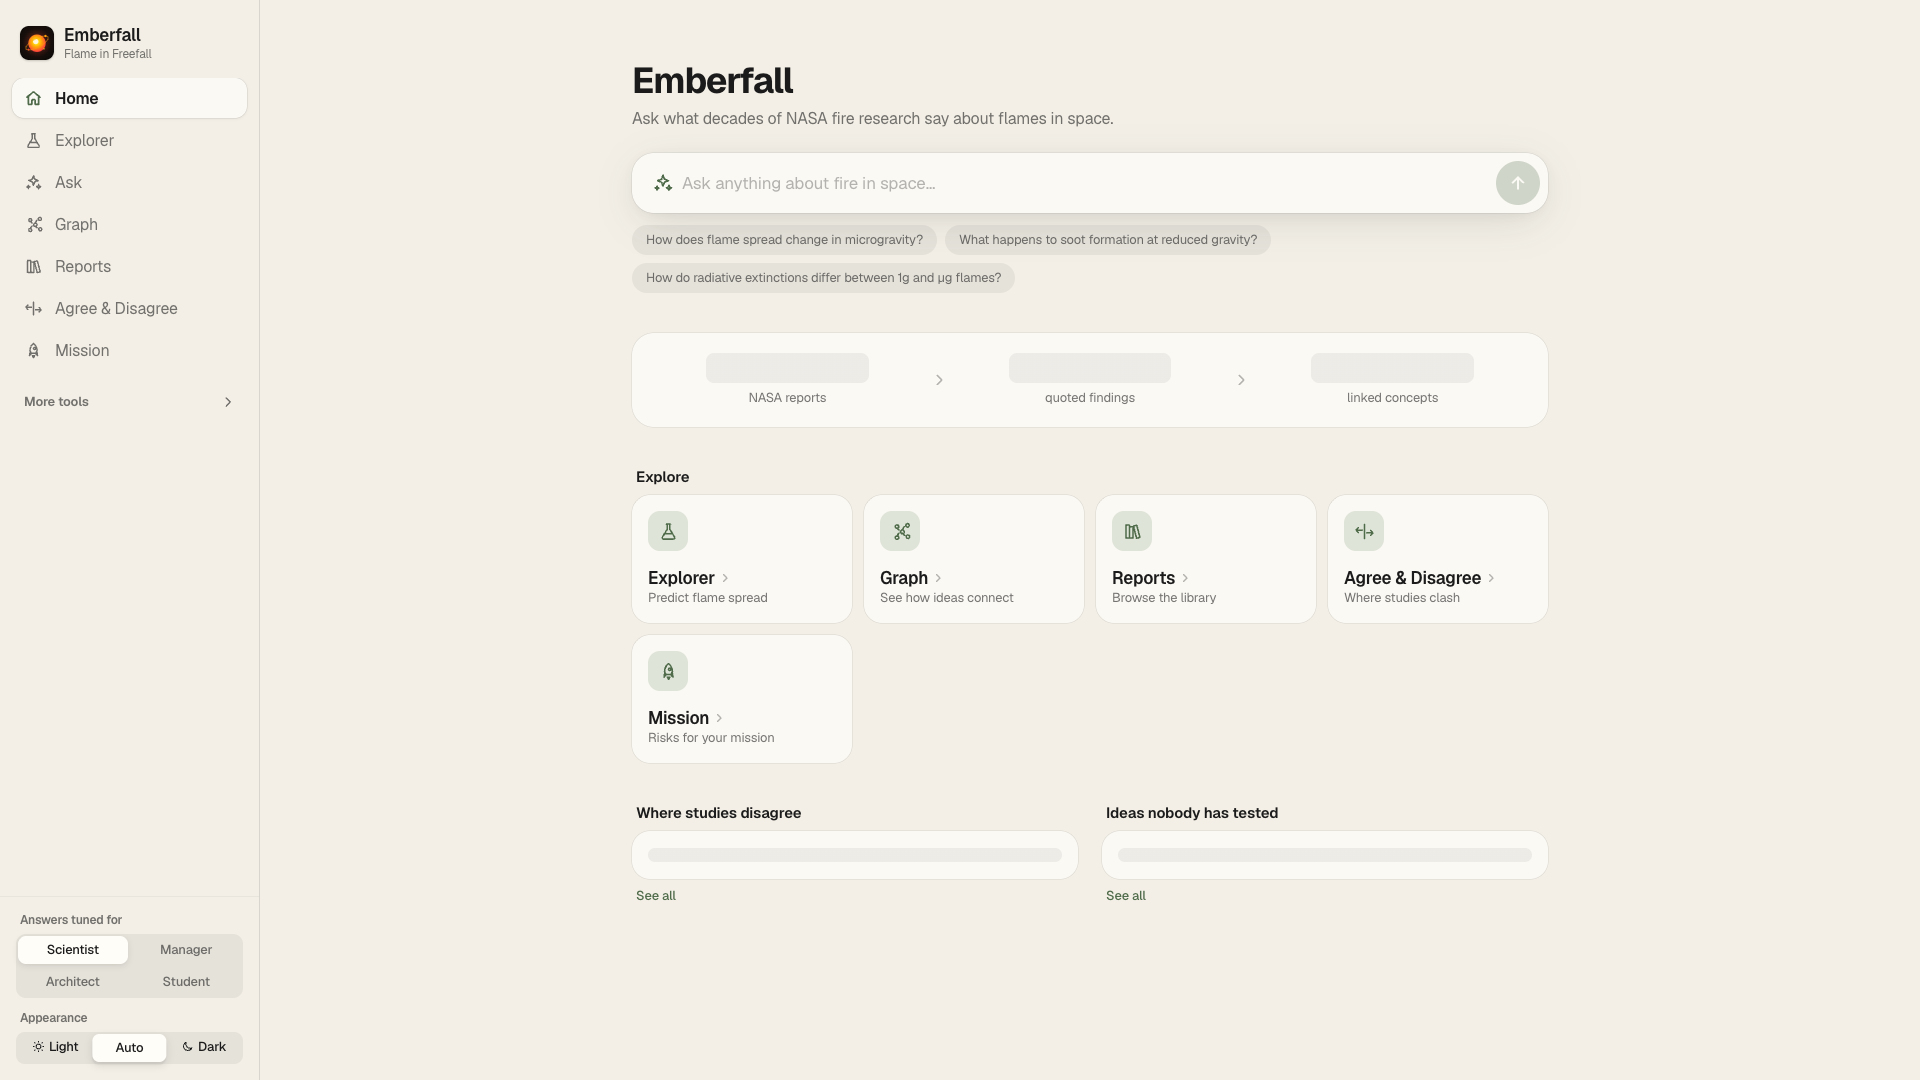 Emberfall
Flame in Freefall
Home
Explorer
Ask
Graph
Reports
Agree & Disagree
Mission
More tools
Answers tuned for
Scientist
Manager
Architect
Student
Appearance
Light
Auto
Dark
Emberfall
Ask what decades of NASA fire research say about flames in space.
Ask anything about fire in space...
How does flame spread change in microgravity?
What happens to soot formation at reduced gravity?
How do radiative extinctions differ between 1g and µg flames?
NASA reports
quoted findings
linked concepts
Explore
Explorer
Predict flame spread
Graph
See how ideas connect
Reports
Browse the library
Agree & Disagree
Where studies clash
Mission
Risks for your mission
Where studies disagree
See all
Ideas nobody has tested
See all